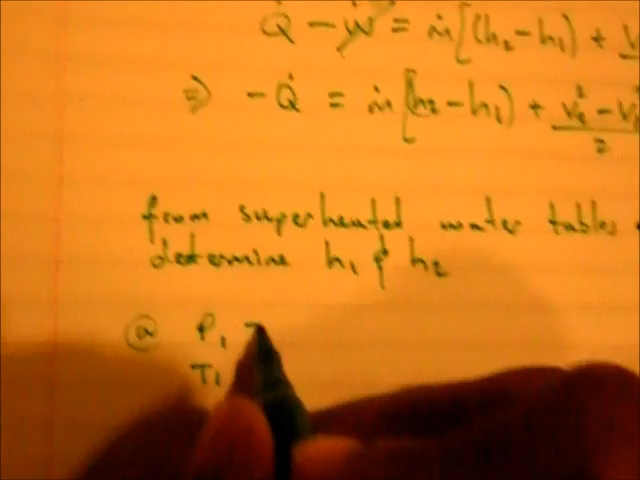 Q̇ − Ẇ = ṁ[(h₂−h₁) + V
⇒ −Q̇ = ṁ[(h₂−h₁) + V₂² − V₁² / 2
from superheated water tables
determine h₁ & h₂
@ P₁
T₁